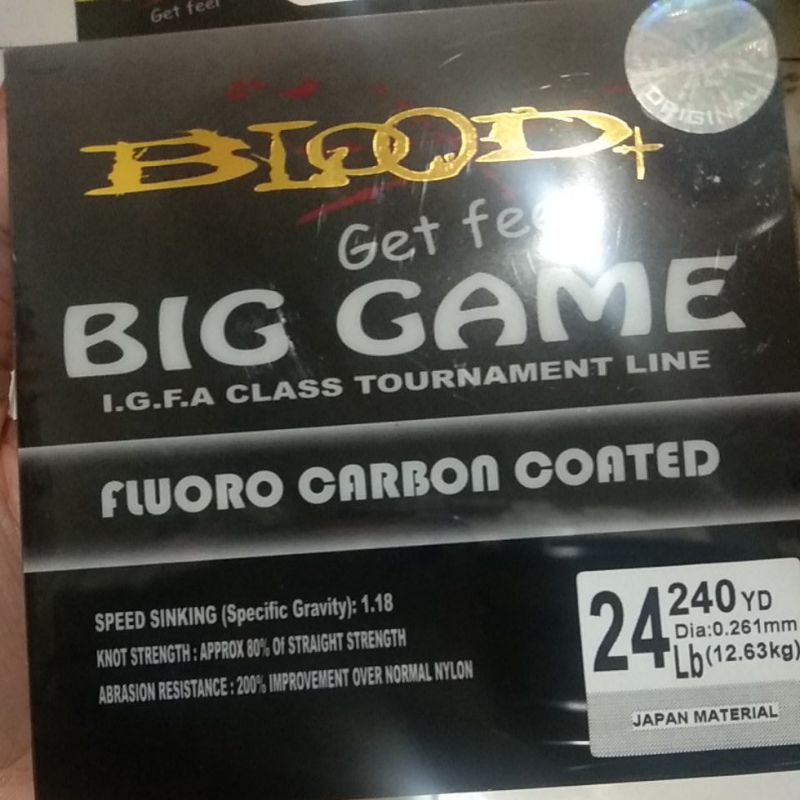 Get feel
ORIGINAL
BLOOD+
Get fee
BIG GAME
I.G.F.A CLASS TOURNAMENT LINE
FLUORO CARBON COATED
SPEED SINKING (Specific Gravity): 1.18
KNOT STRENGTH : APPROX 80% Of STRAIGHT STRENGTH
ABRASION RESISTANCE : 200% IMPROVEMENT OVER NORMAL NYLON
24 Lb
240 YD
Dia:0.261mm
(12.63kg)
JAPAN MATERIAL